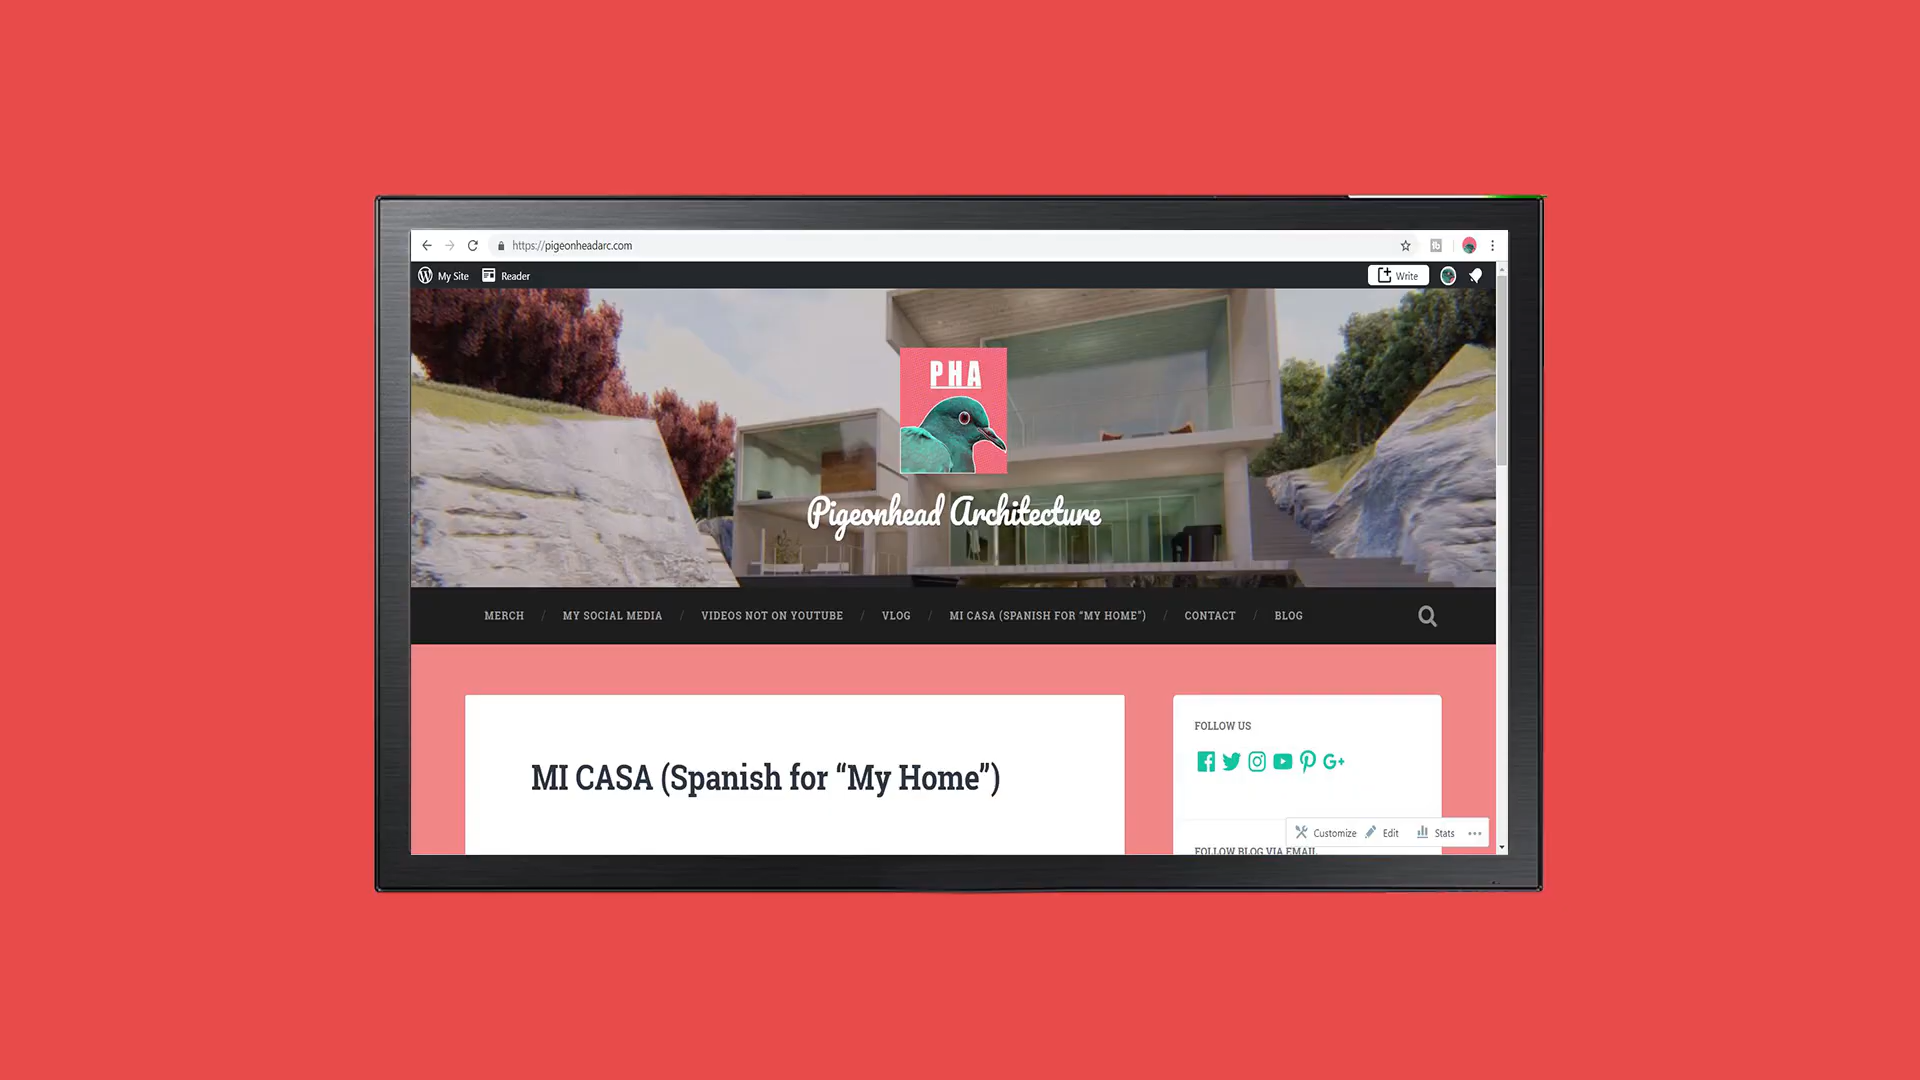 https://pigeonheadarc.com
My Site Reader Write
PHA
Pigeonhead Architecture
MERCH / MY SOCIAL MEDIA / VIDEOS NOT ON YOUTUBE / VLOG / MI CASA (SPANISH FOR “MY HOME”) / CONTACT / BLOG
MI CASA (Spanish for “My Home”)
FOLLOW US
Customize Edit Stats
FOLLOW BLOG VIA EMAIL